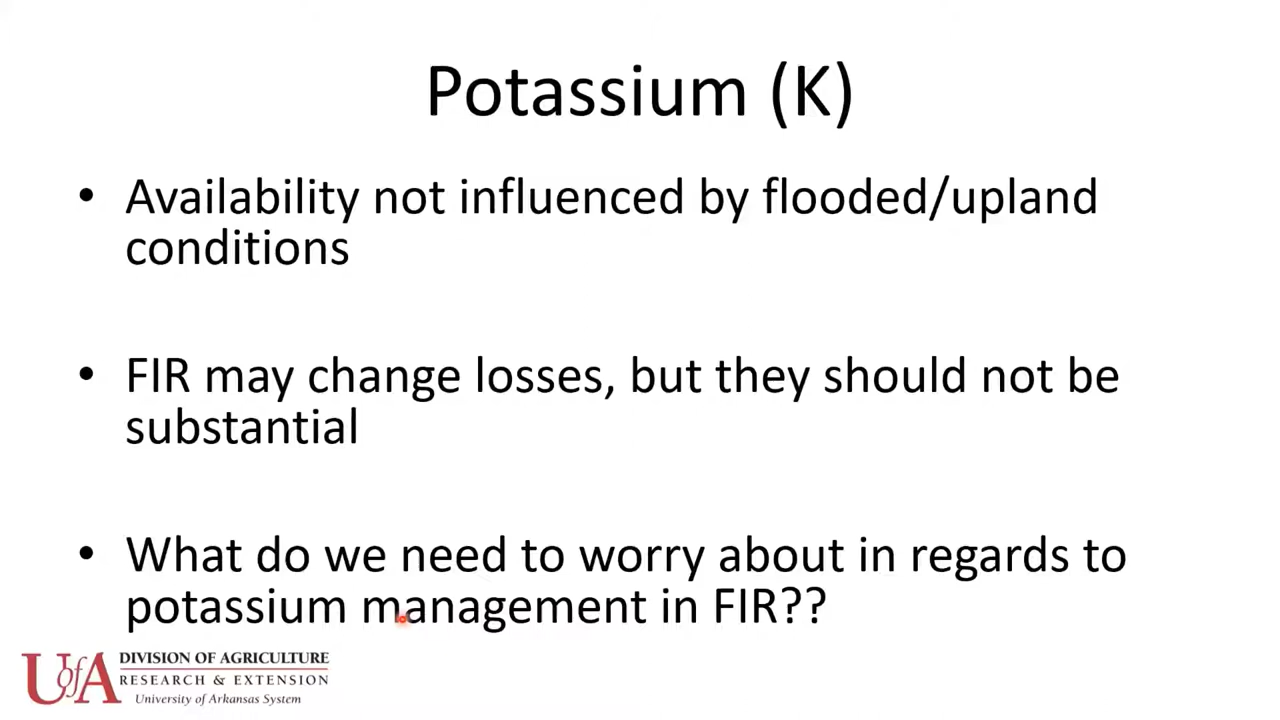 Potassium (K)
• Availability not influenced by flooded/upland
conditions
• FIR may change losses, but they should not be
substantial
• What do we need to worry about in regards to
potassium management in FIR??
UofA
DIVISION OF AGRICULTURE
RESEARCH & EXTENSION
University of Arkansas System